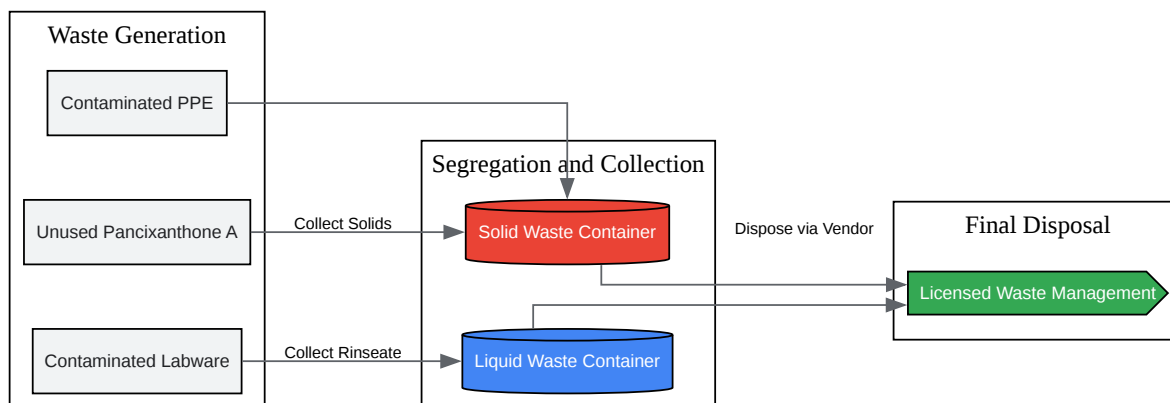 Waste Generation
Contaminated PPE
Segregation and Collection
Unused Pancixanthone A
Collect Solids
Solid Waste Container
Dispose via Vendor
Final Disposal
Licensed Waste Management
Contaminated Labware
Collect Rinseate
Liquid Waste Container